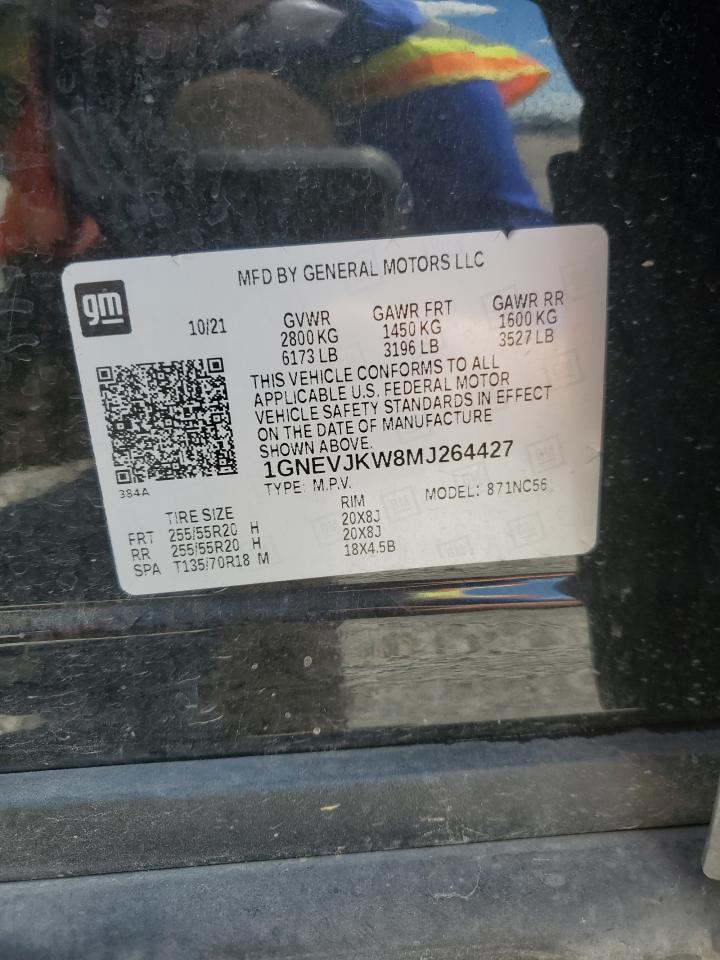 MFD BY GENERAL MOTORS LLC
gm
10/21
GVWR
2800 KG
6173 LB
GAWR FRT
1450 KG
3196 LB
GAWR RR
1600 KG
3527 LB
THIS VEHICLE CONFORMS TO ALL
APPLICABLE U.S. FEDERAL MOTOR
VEHICLE SAFETY STANDARDS IN EFFECT
ON THE DATE OF MANUFACTURE
SHOWN ABOVE.
1GNEVJKW8MJ264427
TYPE: M.P.V.
MODEL: 871NC56
384A
TIRE SIZE RIM
FRT 255/55R20 H 20X8J
RR 255/55R20 H 20X8J
SPA T135/70R18 M 18X4.5B